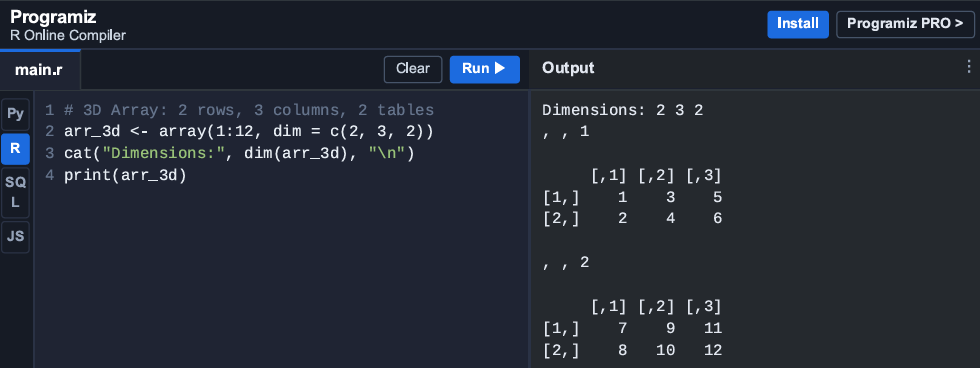 Programiz
R Online Compiler
Install
Programiz PRO >
main.r
Clear
Run
Output
Py
R
SQ
L
JS
1 # 3D Array: 2 rows, 3 columns, 2 tables
2 arr_3d <- array(1:12, dim = c(2, 3, 2))
3 cat("Dimensions:", dim(arr_3d), "\n")
4 print(arr_3d)
Dimensions: 2 3 2
, , 1
     [,1] [,2] [,3]
[1,]    1    3    5
[2,]    2    4    6
, , 2
     [,1] [,2] [,3]
[1,]    7    9   11
[2,]    8   10   12